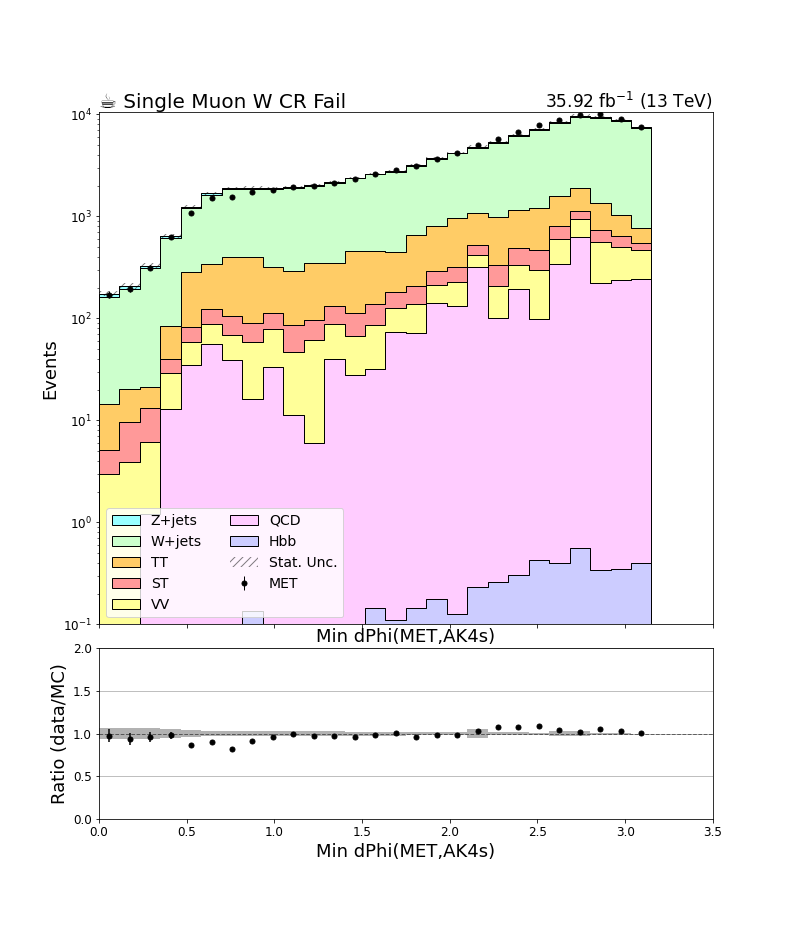 ☕ Single Muon W CR Fail 35.92 fb⁻¹ (13 TeV)
10⁴
10³
10²
10¹
10⁰
10⁻¹
Events
Z+jets QCD
W+jets Hbb
TT Stat. Unc.
ST MET
VV
Min dPhi(MET,AK4s)
2.0
1.5
1.0
0.5
0.0
Ratio (data/MC)
0.0 0.5 1.0 1.5 2.0 2.5 3.0 3.5
Min dPhi(MET,AK4s)